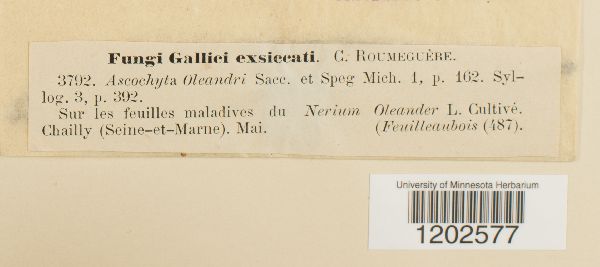 Fungi Gallici exsiccati. C. ROUMEGUÈRE.
3792. Ascochyta Oleandri Sacc. et Speg Mich. 1, p. 162. Syl-
log. 3, p. 392.
Sur les feuilles maladives du Nerium Oleander L. Cultivé.
Chailly (Seine-et-Marne). Mai. (Feuilleaubois (487).
University of Minnesota Herbarium
1202577